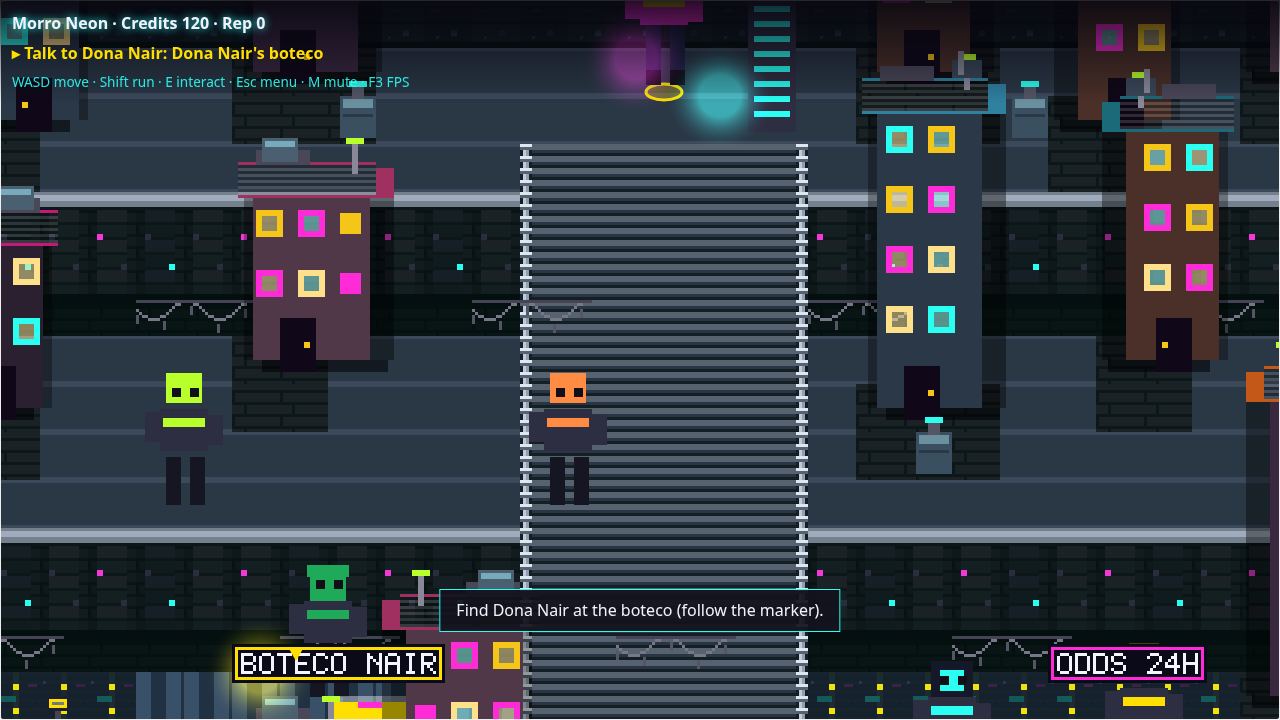 Morro Neon · Credits 120 · Rep 0
▸ Talk to Dona Nair: Dona Nair's boteco
WASD move · Shift run · E interact · Esc menu · M mute · F3 FPS
Find Dona Nair at the boteco (follow the marker).
BOTECO NAIR
ODDS 24H